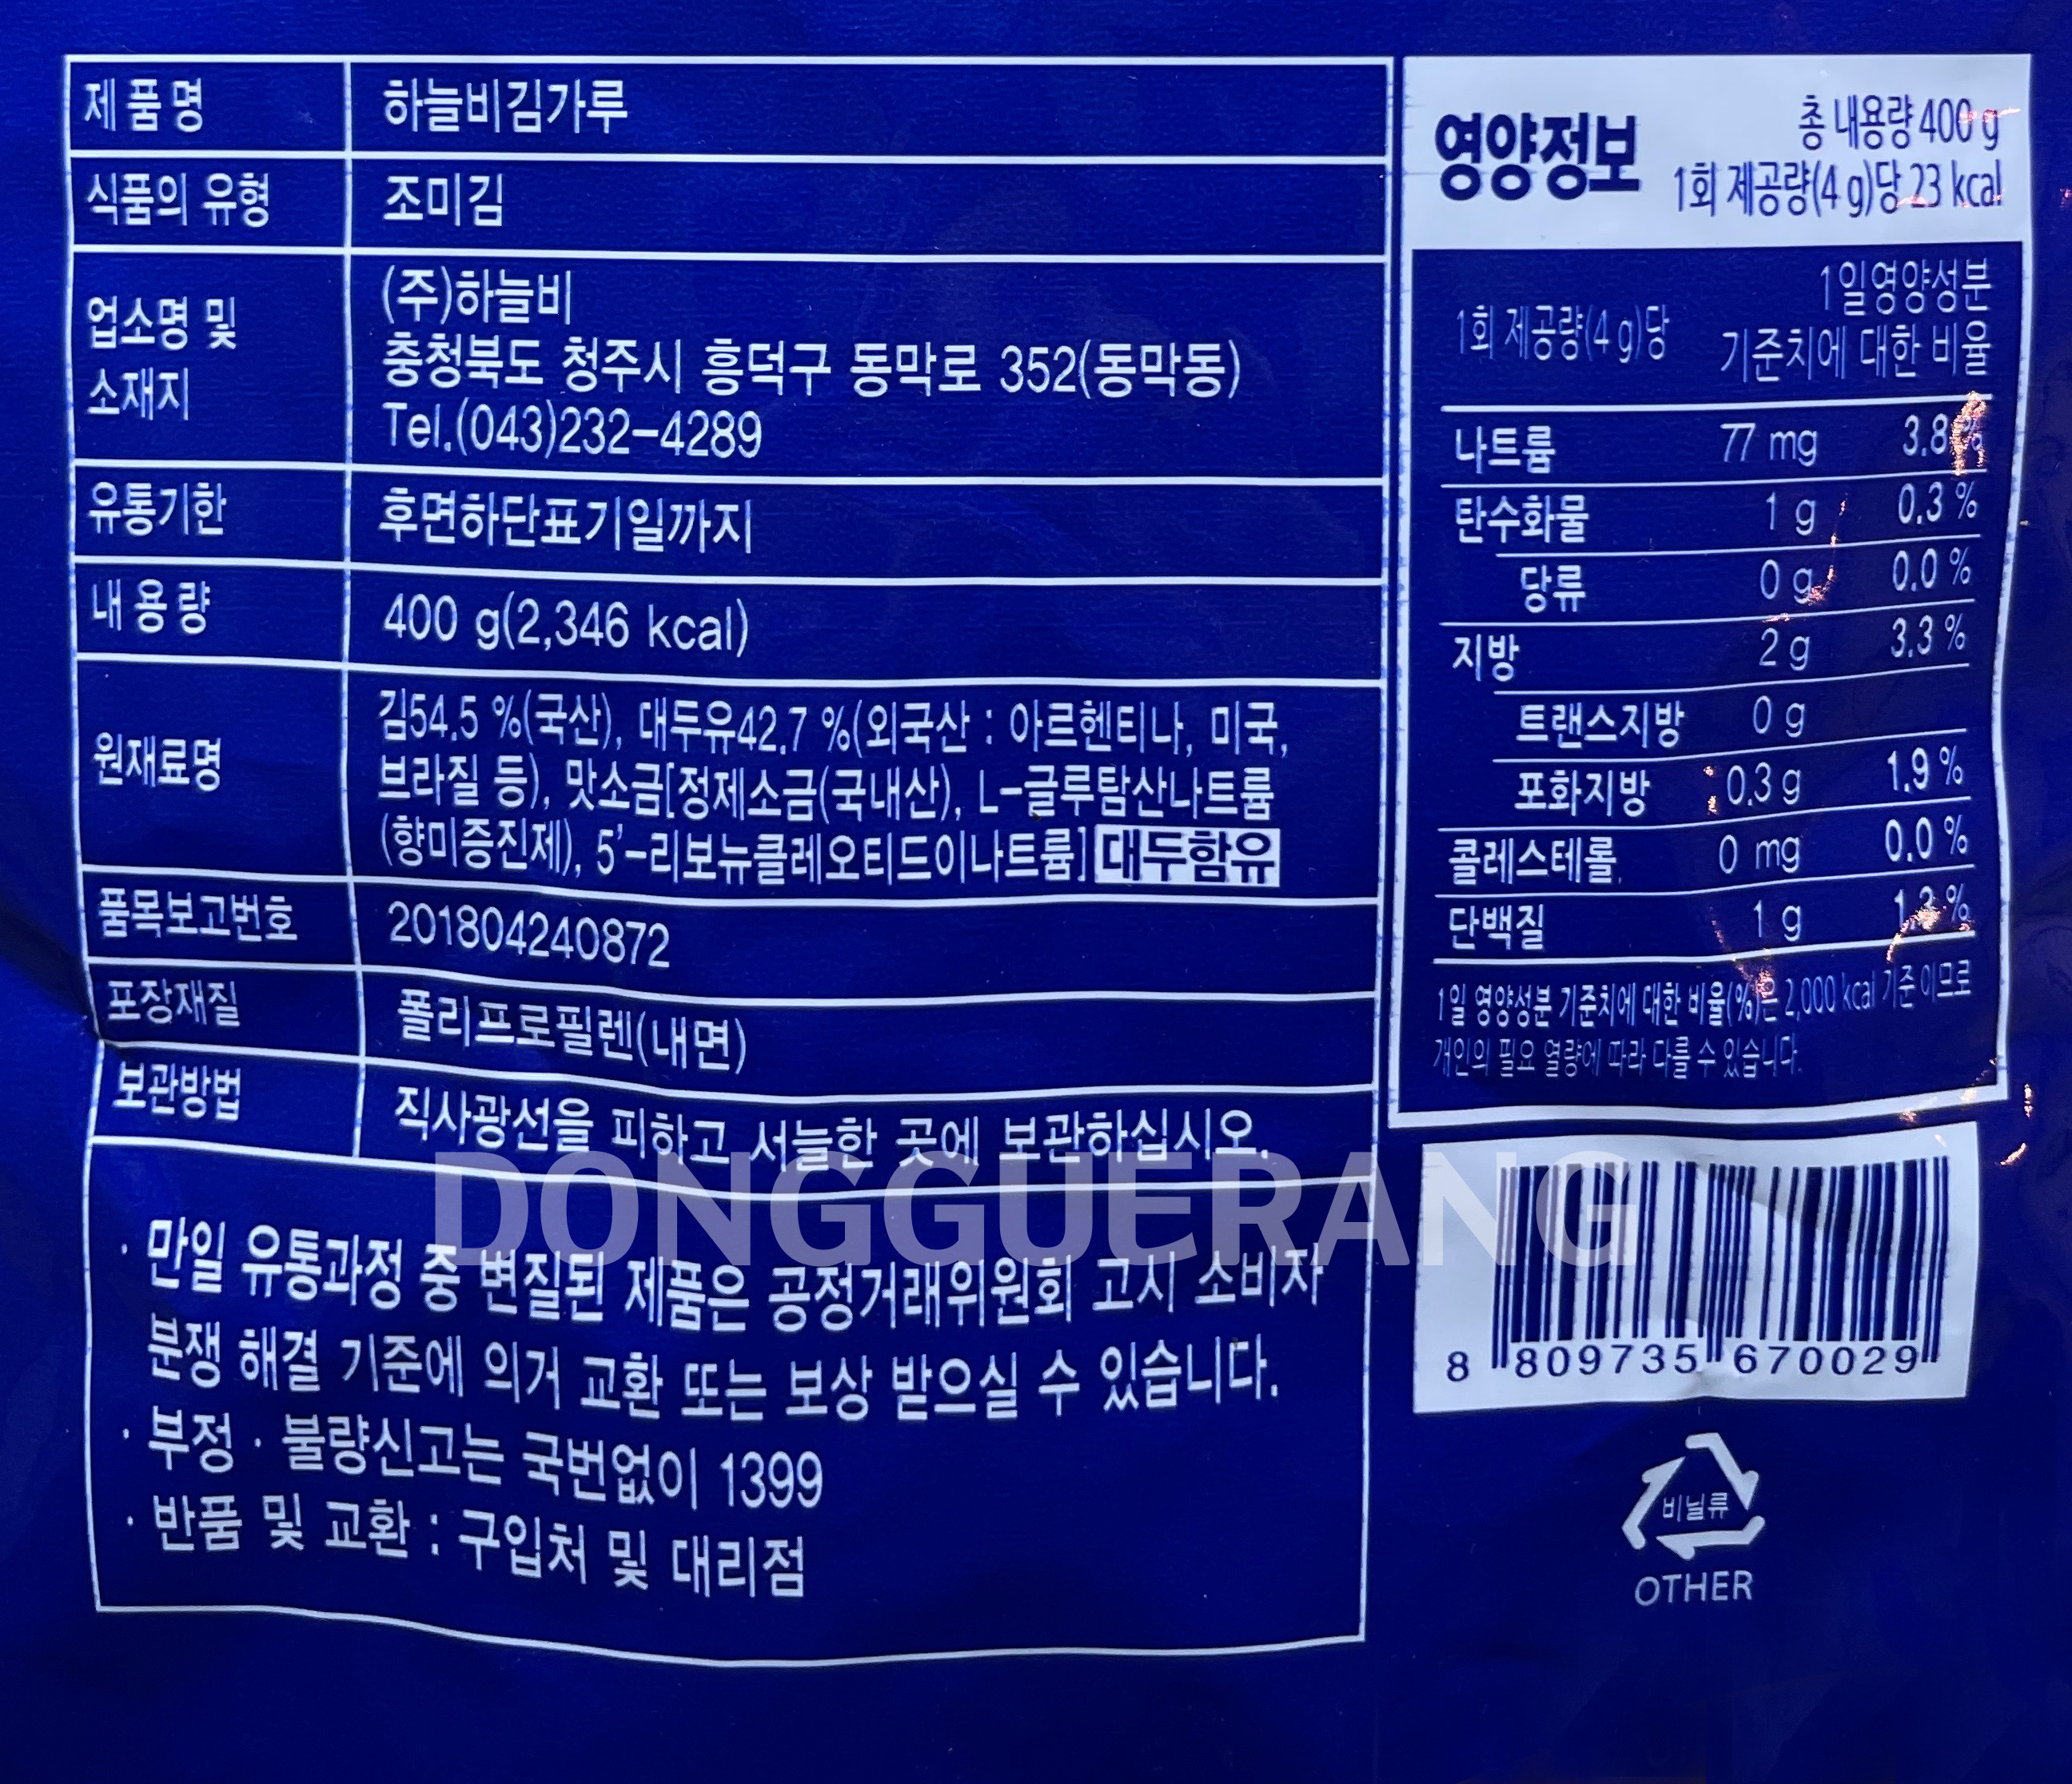 제품명 하늘비김가루
식품의 유형 조미김
업소명 및
소재지
(주)하늘비
충청북도 청주시 흥덕구 동막로 352(동막동)
Tel.(043)232-4289
유통기한 후면하단표기일까지
내용량 400 g(2,346 kcal)
원재료명
김54.5 %(국산), 대두유42.7 %(외국산 : 아르헨티나, 미국,
브라질 등), 맛소금[정제소금(국내산), L-글루탐산나트륨
(향미증진제), 5'-리보뉴클레오티드이나트륨] 대두함유
품목보고번호 201804240872
포장재질 폴리프로필렌(내면)
보관방법 직사광선을 피하고 서늘한 곳에 보관하십시오.
DONGGUERANG
· 만일 유통과정 중 변질된 제품은 공정거래위원회 고시 소비자
분쟁 해결 기준에 의거 교환 또는 보상 받으실 수 있습니다.
· 부정 · 불량신고는 국번없이 1399
· 반품 및 교환 : 구입처 및 대리점
영양정보
총 내용량 400 g
1회 제공량(4 g)당 23 kcal
1회 제공량(4 g)당
1일영양성분
기준치에 대한 비율
나트륨 77 mg 3.8 %
탄수화물 1 g 0.3 %
당류 0 g 0.0 %
지방 2 g 3.3 %
트랜스지방 0 g
포화지방 0.3 g 1.9 %
콜레스테롤 0 mg 0.0 %
단백질 1 g
1일 영양성분 기준치에 대한 비율(%)은 2,000 kcal 기준 이므로
개인의 필요 열량에 따라 다를 수 있습니다.
8 809735 670029
비닐류
OTHER